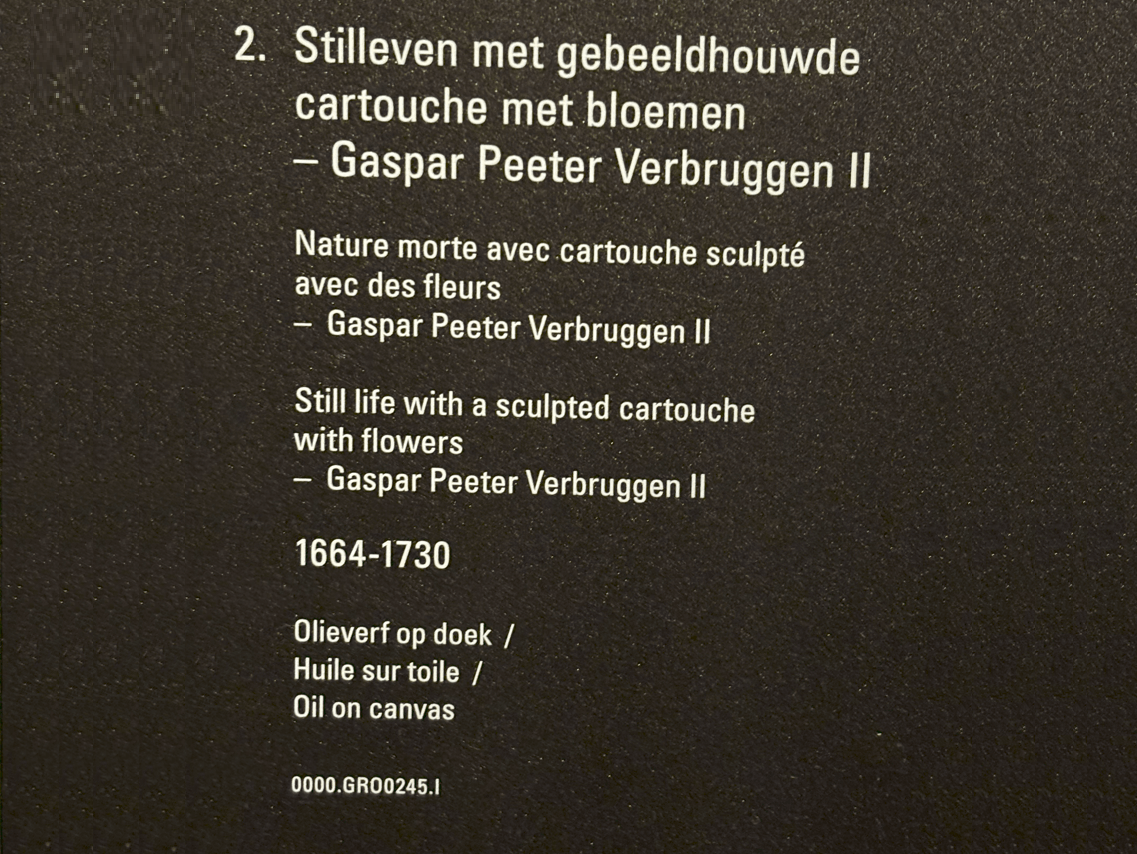 2. Stilleven met gebeeldhouwde
cartouche met bloemen
– Gaspar Peeter Verbruggen II
Nature morte avec cartouche sculpté
avec des fleurs
– Gaspar Peeter Verbruggen II
Still life with a sculpted cartouche
with flowers
– Gaspar Peeter Verbruggen II
1664-1730
Olieverf op doek /
Huile sur toile /
Oil on canvas
0000.GRO0245.I